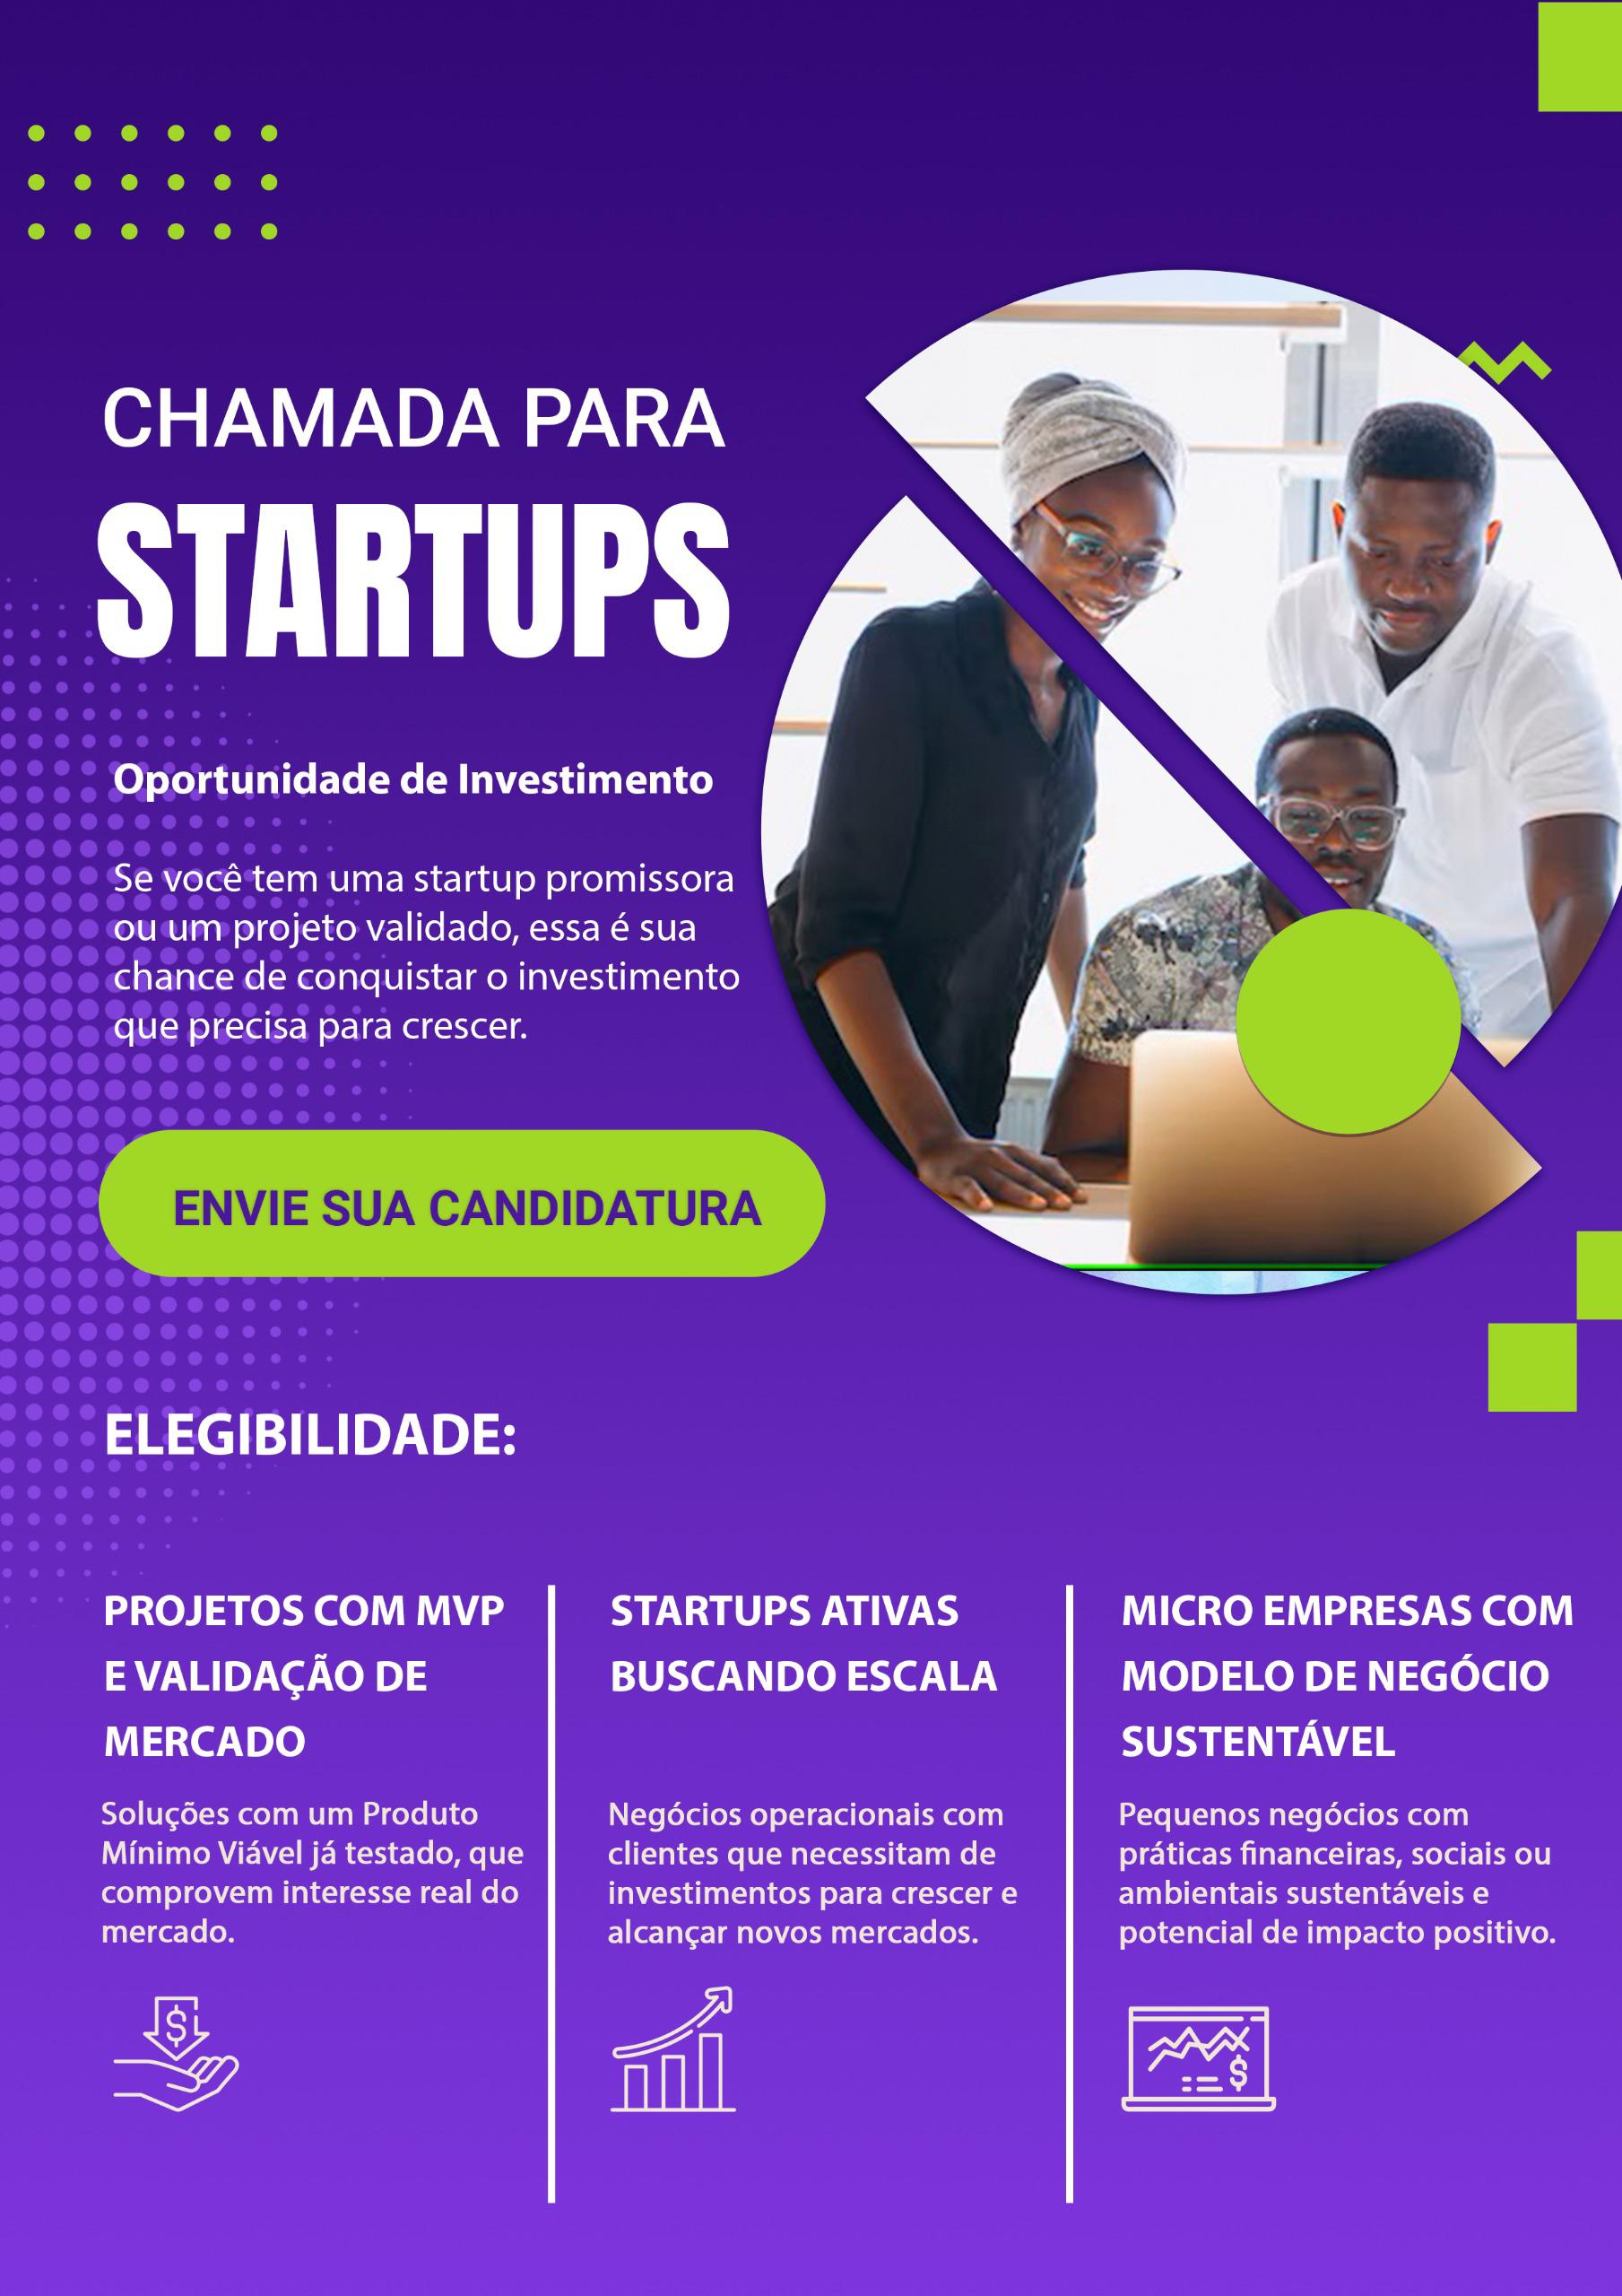 CHAMADA PARA
STARTUPS
Oportunidade de Investimento
Se você tem uma startup promissora
ou um projeto validado, essa é sua
chance de conquistar o investimento
que precisa para crescer.
ENVIE SUA CANDIDATURA
ELEGIBILIDADE:
PROJETOS COM MVP
E VALIDAÇÃO DE
MERCADO
Soluções com um Produto
Mínimo Viável já testado, que
comprovem interesse real do
mercado.
$
STARTUPS ATIVAS
BUSCANDO ESCALA
Negócios operacionais com
clientes que necessitam de
investimentos para crescer e
alcançar novos mercados.
MICRO EMPRESAS COM
MODELO DE NEGÓCIO
SUSTENTÁVEL
Pequenos negócios com
práticas financeiras, sociais ou
ambientais sustentáveis e
potencial de impacto positivo.
$